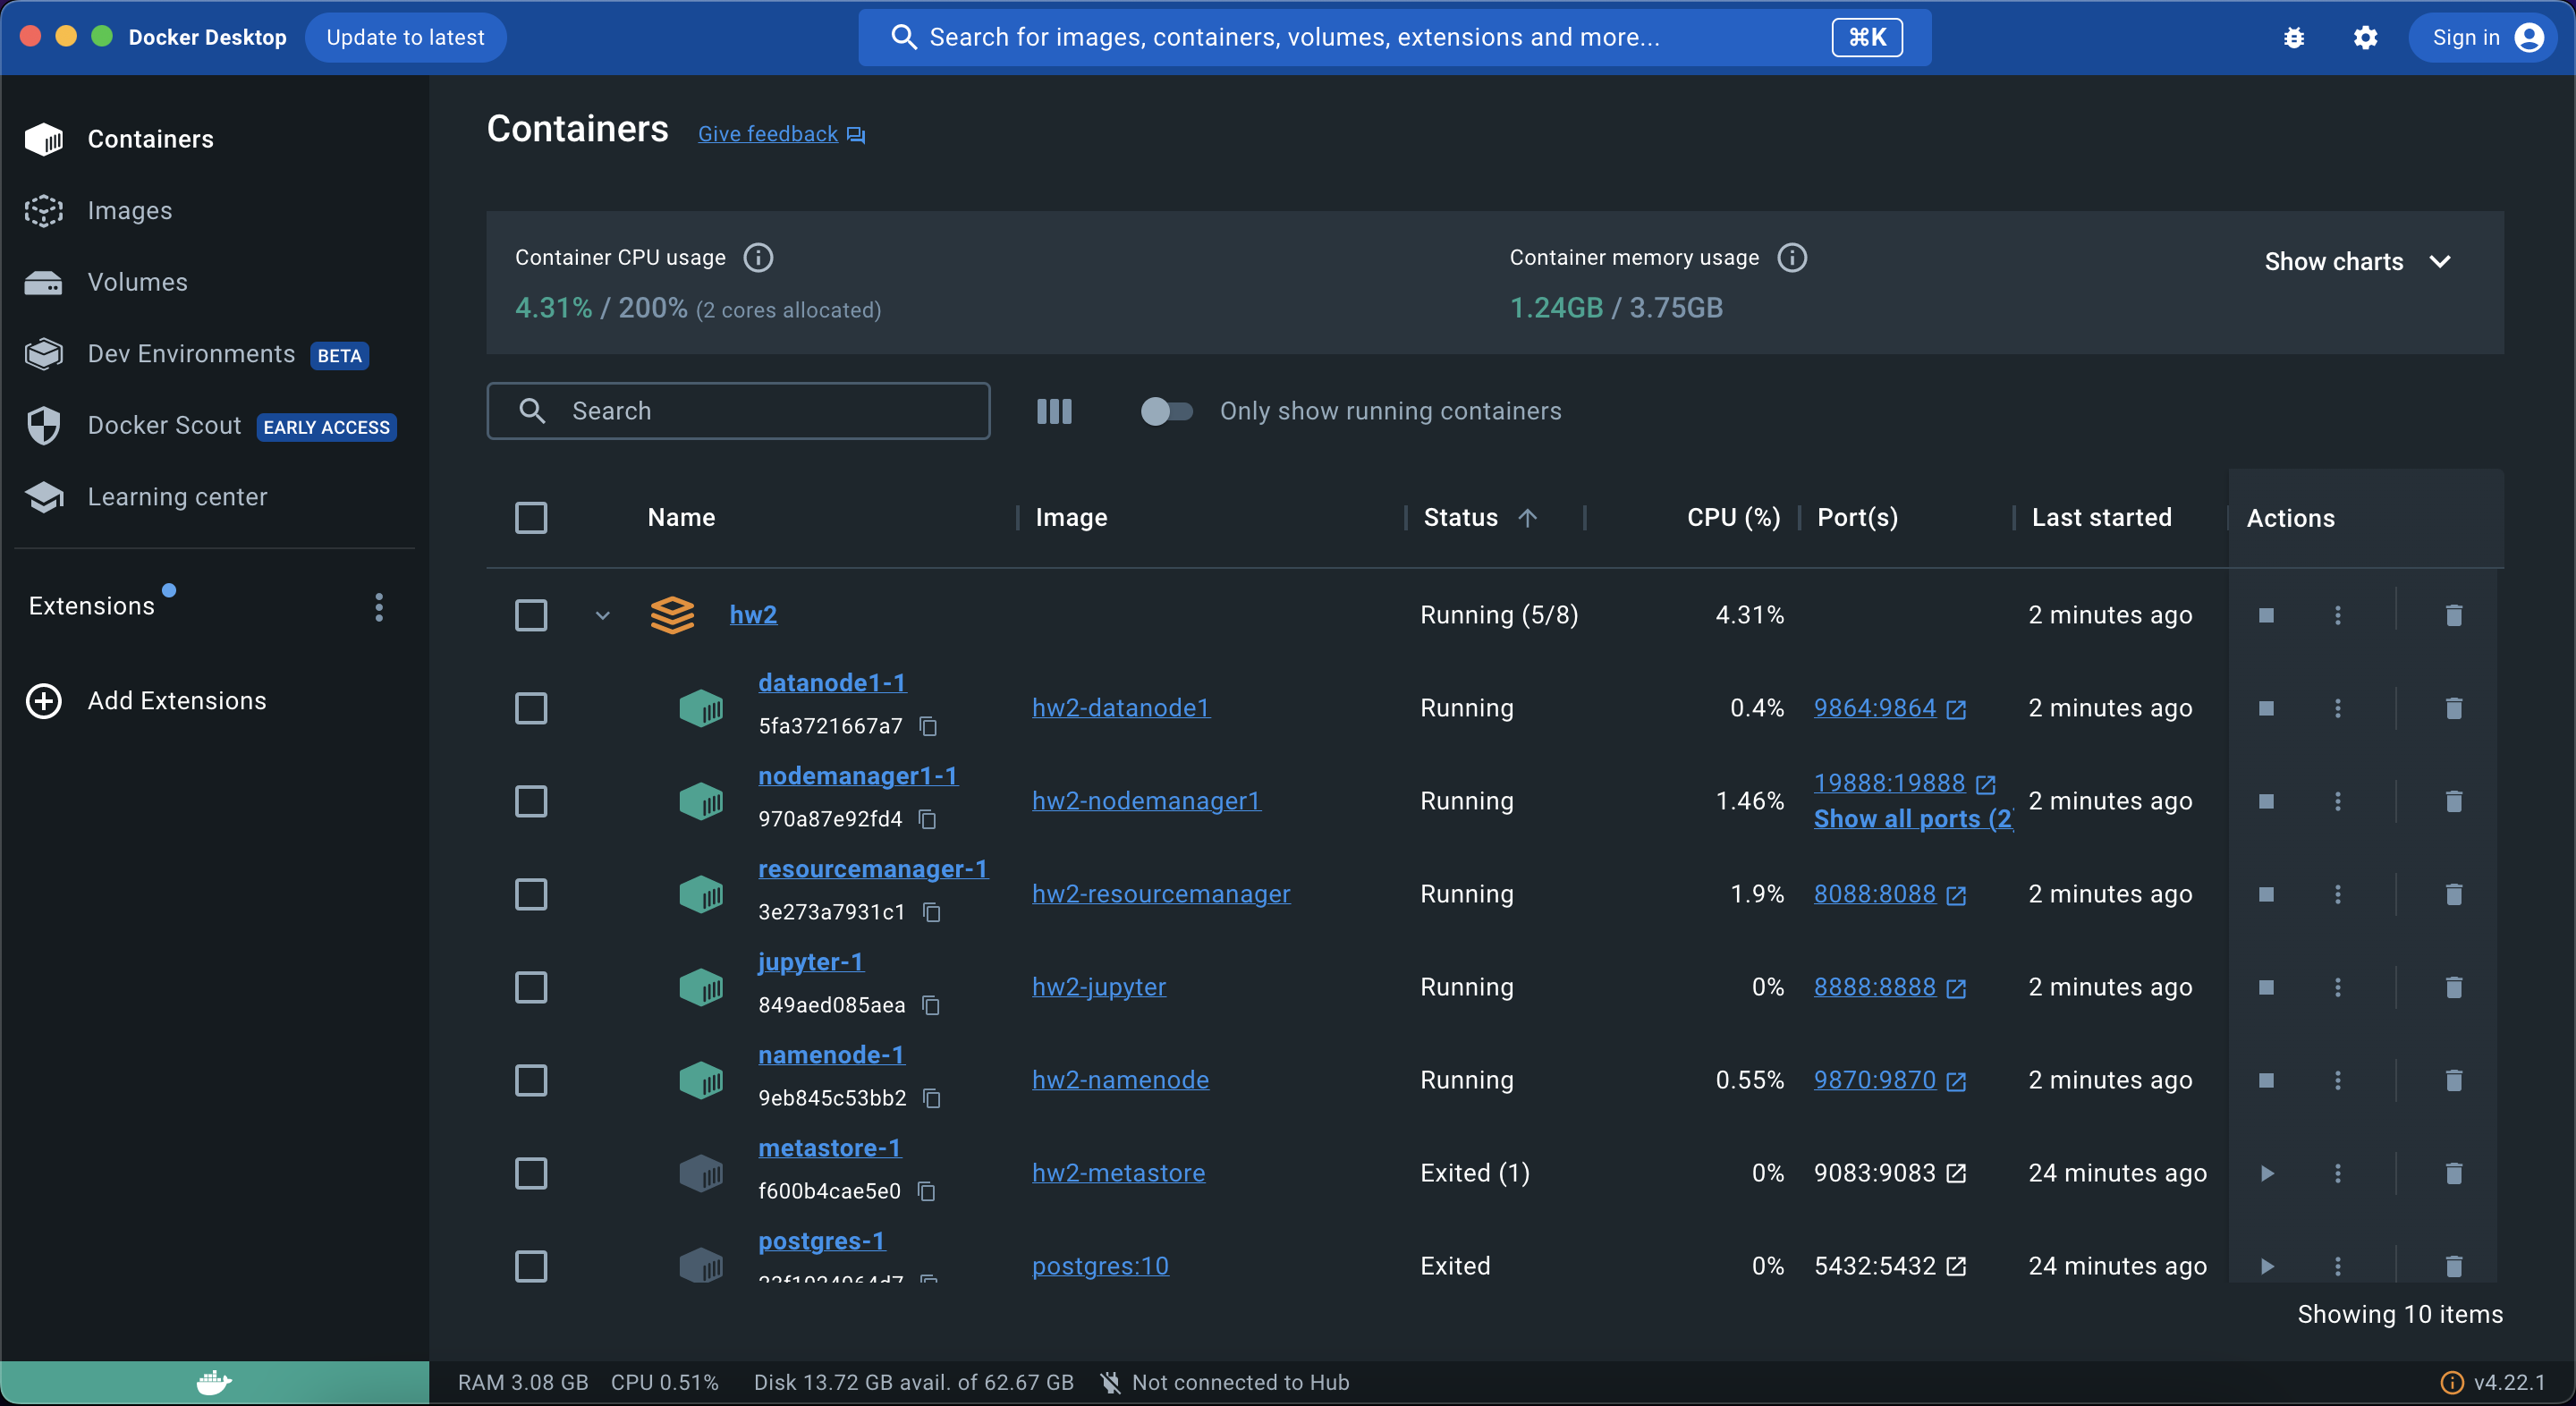 Docker Desktop Update to latest Search for images, containers, volumes, extensions and more... ⌘K Sign in
Containers
Images
Volumes
Dev Environments BETA
Docker Scout EARLY ACCESS
Learning center
Extensions
Add Extensions
Containers Give feedback
Container CPU usage
4.31% / 200% (2 cores allocated)
Container memory usage
1.24GB / 3.75GB
Show charts
Search Only show running containers
Name Image Status CPU (%) Port(s) Last started Actions
hw2 Running (5/8) 4.31% 2 minutes ago
datanode1-1
5fa3721667a7
hw2-datanode1 Running 0.4% 9864:9864 2 minutes ago
nodemanager1-1
970a87e92fd4
hw2-nodemanager1 Running 1.46% 19888:19888
Show all ports (2)
2 minutes ago
resourcemanager-1
3e273a7931c1
hw2-resourcemanager Running 1.9% 8088:8088 2 minutes ago
jupyter-1
849aed085aea
hw2-jupyter Running 0% 8888:8888 2 minutes ago
namenode-1
9eb845c53bb2
hw2-namenode Running 0.55% 9870:9870 2 minutes ago
metastore-1
f600b4cae5e0
hw2-metastore Exited (1) 0% 9083:9083 24 minutes ago
postgres-1
postgres:10 Exited 0% 5432:5432 24 minutes ago
Showing 10 items
RAM 3.08 GB CPU 0.51% Disk 13.72 GB avail. of 62.67 GB Not connected to Hub v4.22.1